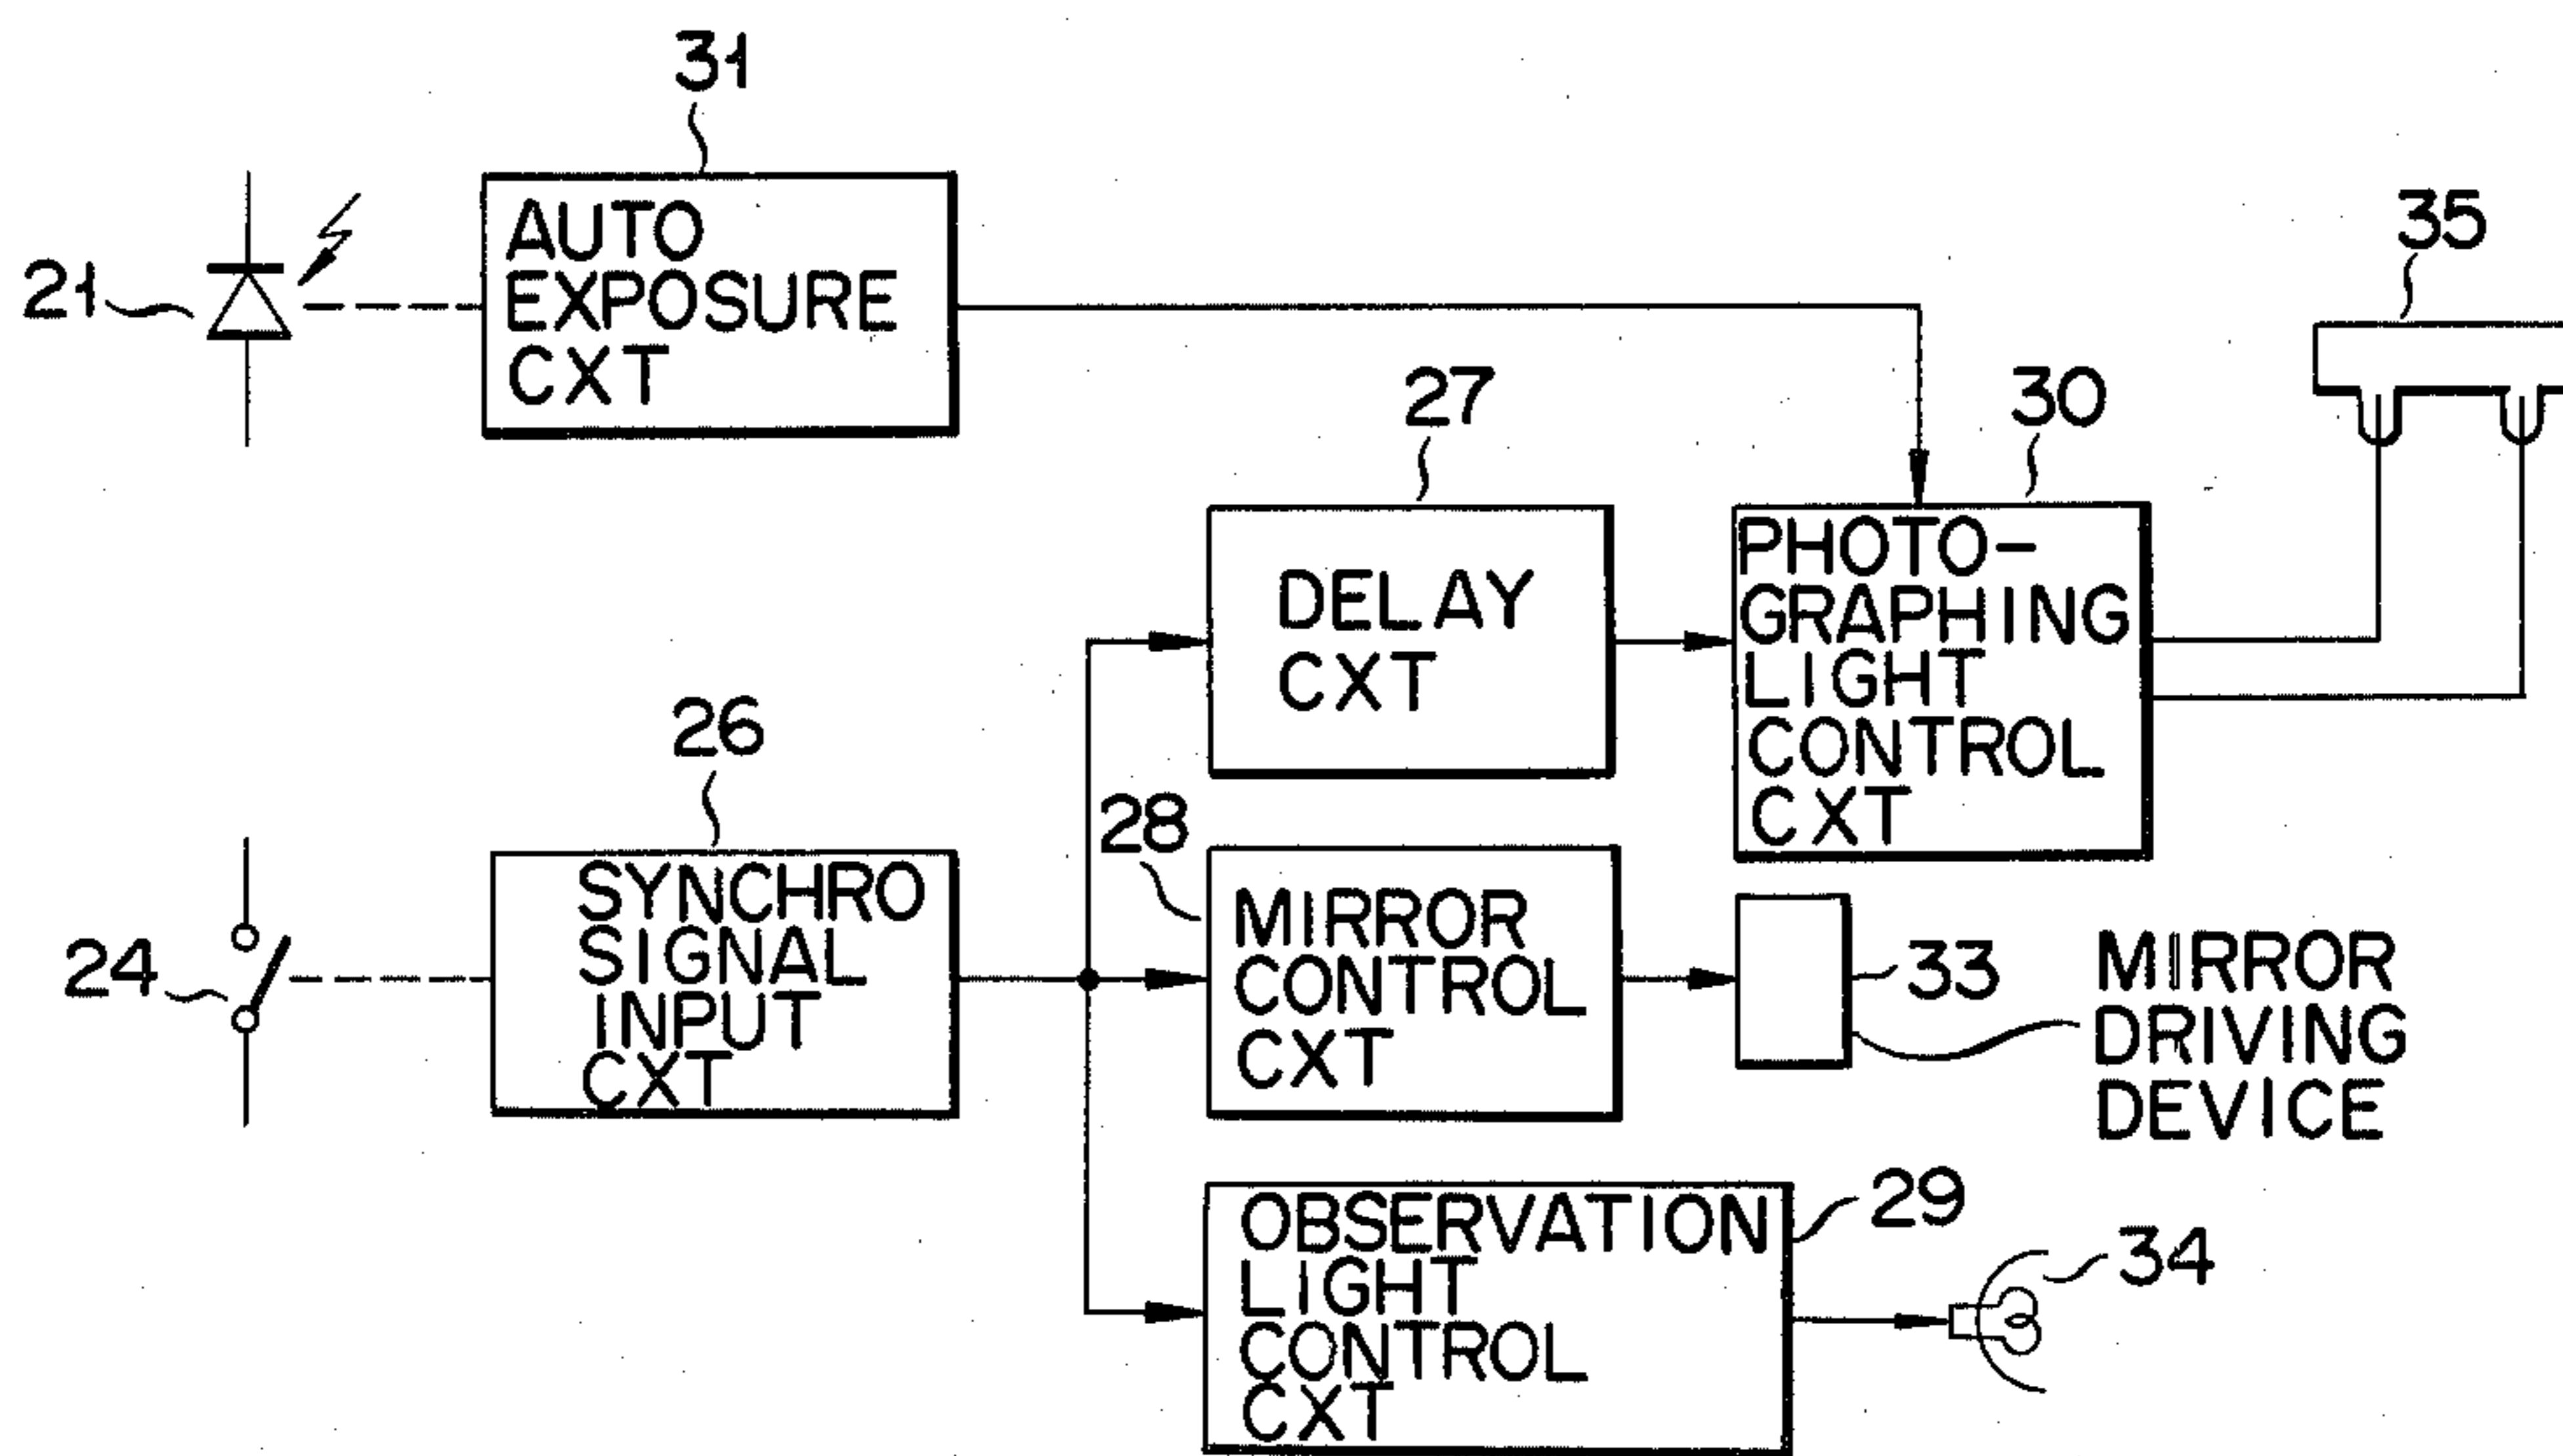 31
21
AUTO
EXPOSURE
CXT
35
27
30
DELAY
CXT
PHOTO-
GRAPHING
LIGHT
CONTROL
CXT
26
28
24
SYNCHRO
SIGNAL
INPUT
CXT
MIRROR
CONTROL
CXT
33
MIRROR
DRIVING
DEVICE
29
OBSERVATION
LIGHT
CONTROL
CXT
34